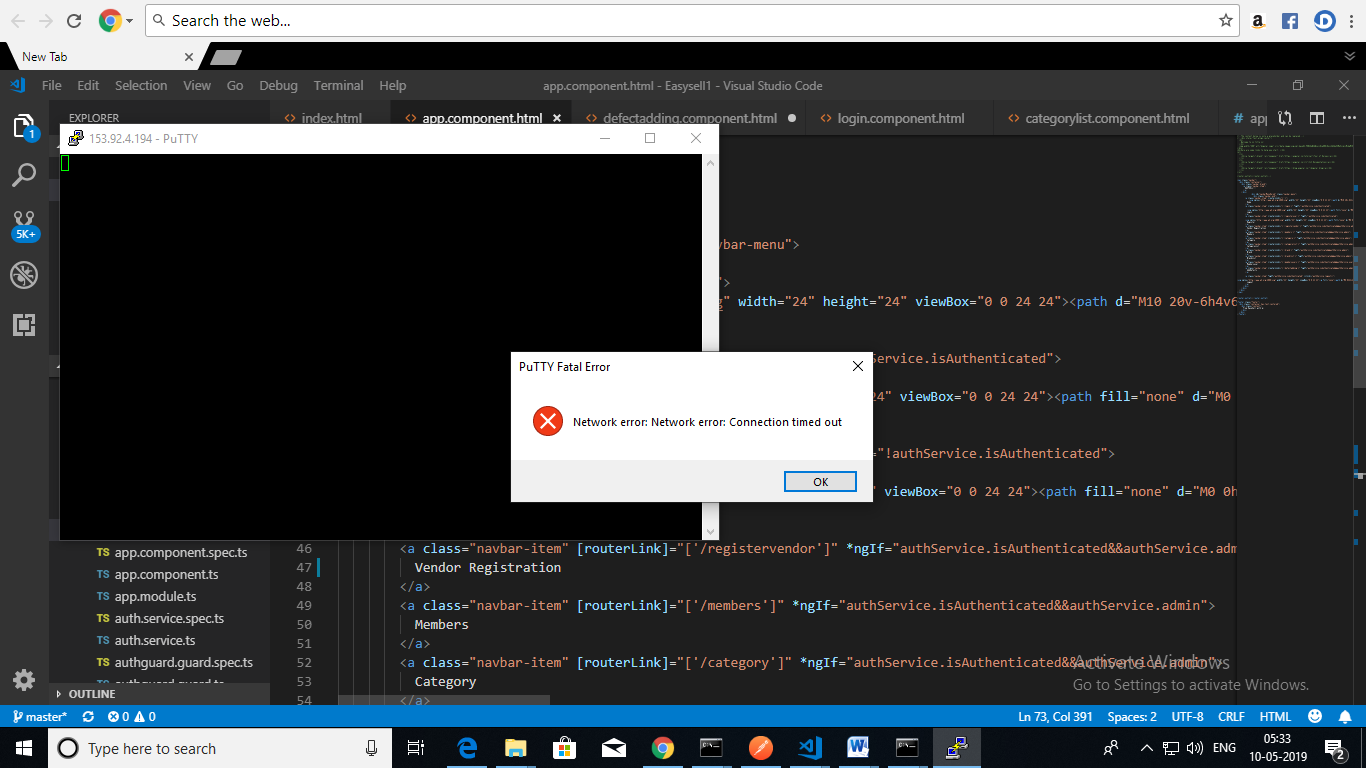 Search the web...
New Tab
File Edit Selection View Go Debug Terminal Help
app.component.html - Easysell1 - Visual Studio Code
EXPLORER
index.html
app.component.html
defectadding.component.html
login.component.html
categorylist.component.html
# app
1
5K+
153.92.4.194 - PuTTY
vbar-menu">
">
" width="24" height="24" viewBox="0 0 24 24"><path d="M10 20v-6h4v6
Service.isAuthenticated">
24" viewBox="0 0 24 24"><path fill="none" d="M0
="!authService.isAuthenticated">
" viewBox="0 0 24 24"><path fill="none" d="M0 0h
PuTTY Fatal Error
Network error: Network error: Connection timed out
OK
TS app.component.spec.ts
TS app.component.ts
TS app.module.ts
TS auth.service.spec.ts
TS auth.service.ts
TS authguard.guard.spec.ts
OUTLINE
46 <a class="navbar-item" [routerLink]="['/registervendor']" *ngIf="authService.isAuthenticated&&authService.adm
47 Vendor Registration
48 </a>
49 <a class="navbar-item" [routerLink]="['/members']" *ngIf="authService.isAuthenticated&&authService.admin">
50 Members
51 </a>
52 <a class="navbar-item" [routerLink]="['/category']" *ngIf="authService.isAuthenticated&&authService.admin">
53 Category
54 </a>
Activate Windows
Go to Settings to activate Windows.
master* 0 0
Ln 73, Col 391 Spaces: 2 UTF-8 CRLF HTML
Type here to search
ENG
05:33
10-05-2019
2